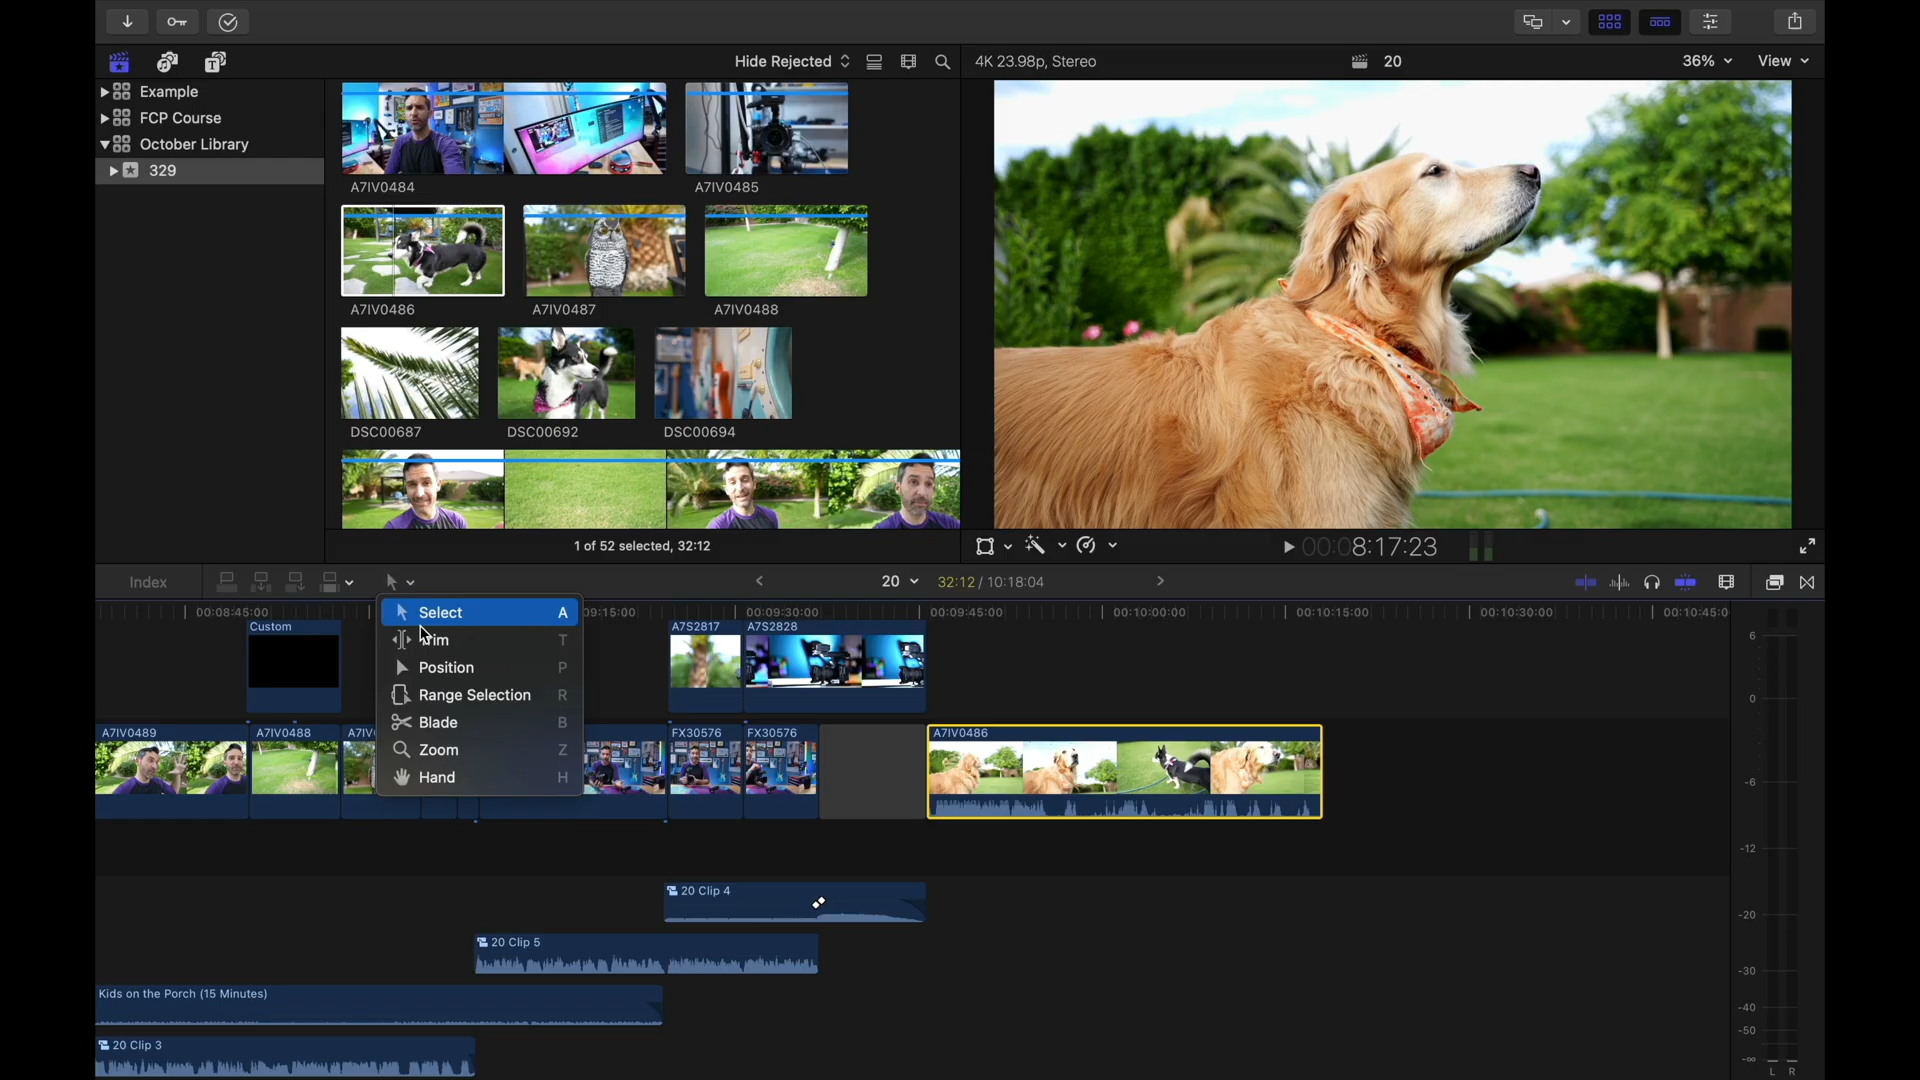 Hide Rejected
4K 23.98p, Stereo
20
36%
View
Example
FCP Course
October Library
329
A7IV0484
A7IV0485
A7IV0486
A7IV0487
A7IV0488
DSC00687
DSC00692
DSC00694
1 of 52 selected, 32:12
00:08:17:23
Index
20
32:12 / 10:18:04
00:08:45:00
09:15:00
00:09:30:00
00:09:45:00
00:10:00:00
00:10:15:00
00:10:30:00
00:10:45:0
Select A
Trim T
Position P
Range Selection R
Blade B
Zoom Z
Hand H
Custom
A7S2817
A7S2828
A7IV0489
A7IV0488
A7IV
FX30576
FX30576
A7IV0486
20 Clip 4
20 Clip 5
Kids on the Porch (15 Minutes)
20 Clip 3
6
0
-6
-12
-20
-30
-40
-50
-∞
L R